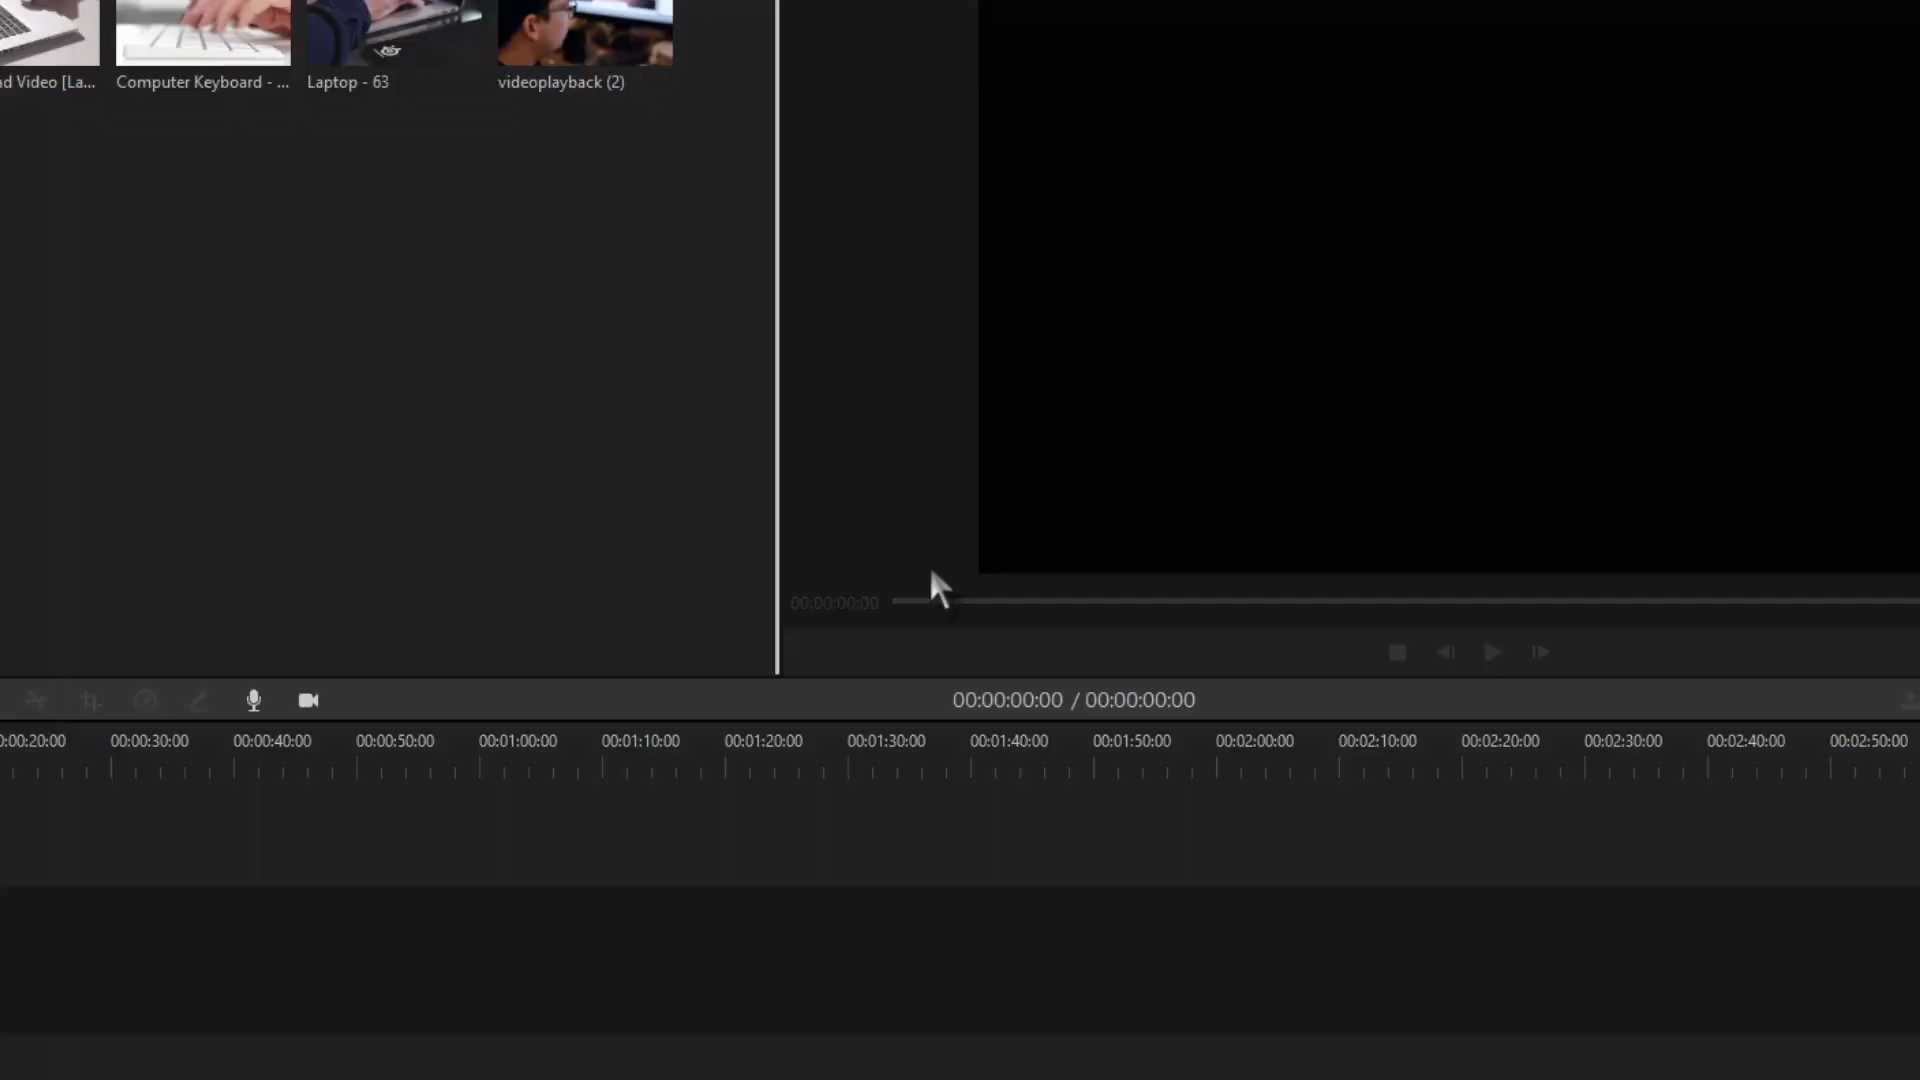 nd Video [La... Computer Keyboard - ... Laptop - 63 videoplayback (2)
00:00:00:00
00:00:00:00 / 00:00:00:00
0:00:20:00 00:00:30:00 00:00:40:00 00:00:50:00 00:01:00:00 00:01:10:00 00:01:20:00 00:01:30:00 00:01:40:00 00:01:50:00 00:02:00:00 00:02:10:00 00:02:20:00 00:02:30:00 00:02:40:00 00:02:50:00